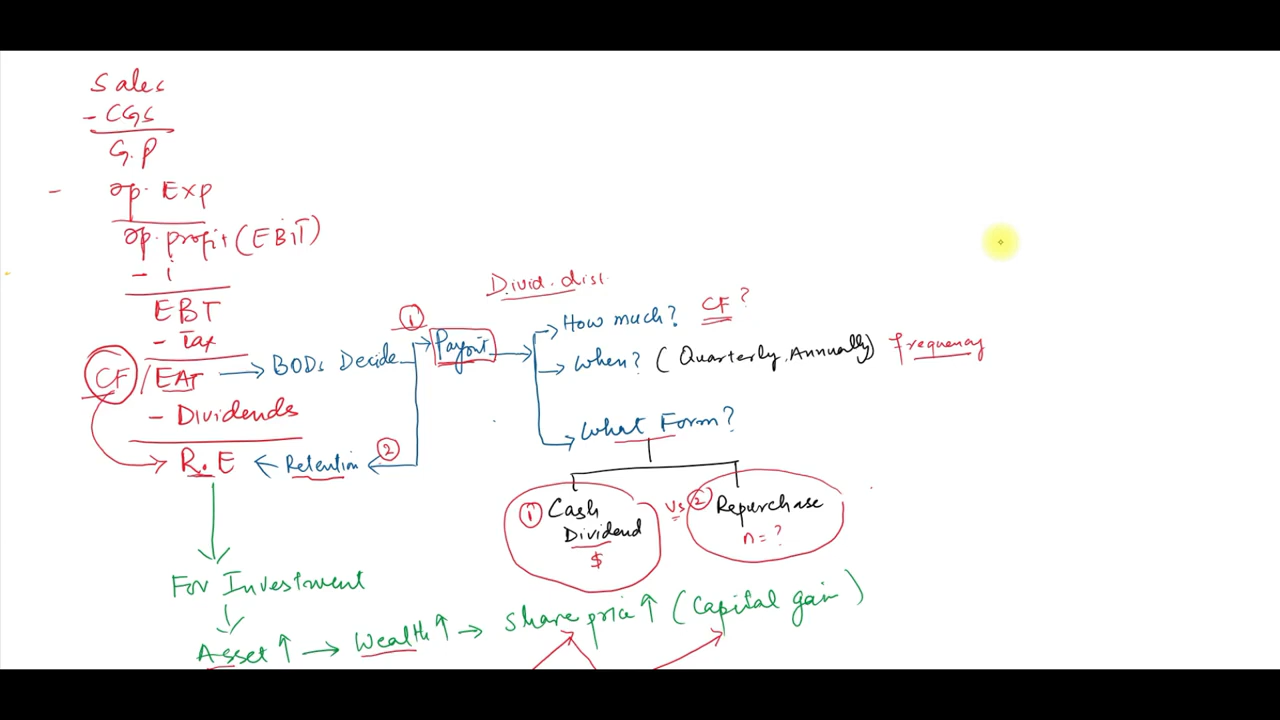 Sales
- CGS
G.P
- op. Exp
op. profit (EBIT)
- i
EBT
- Tax
CF / EAT → BODs Decide
- Dividends
R.E ← Retention ②
Divid. dis.
① Payout
How much? CF?
When? (Quarterly, Annually) frequency
What Form?
① Cash Dividend $
Vs
② Repurchase n = ?
For Investment
Asset ↑ → Wealth ↑ → Share price ↑ (Capital gain)